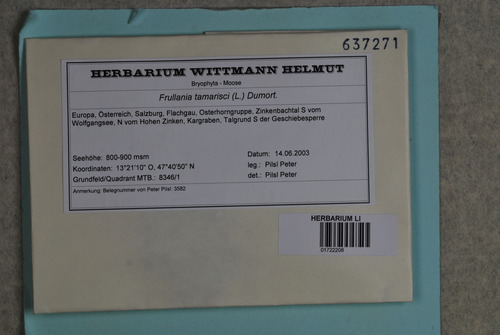 637271
HERBARIUM WITTMANN HELMUT
Bryophyta - Moose
Frullania tamarisci (L.) Dumort.
Europa, Österreich, Salzburg, Flachgau, Osterhorngruppe, Zinkenbachtal S vom
Wolfgangsee, N vom Hohen Zinken, Kargraben, Talgrund S der Geschiebesperre
Seehöhe: 800-900 msm
Datum: 14.06.2003
Koordinaten: 13°21'10" O, 47°40'50" N
leg.: Pilsl Peter
Grundfeld/Quadrant MTB.: 8346/1
det.: Pilsl Peter
Anmerkung: Belegnummer von Peter Pilsl: 3582
HERBARIUM LI
01722208